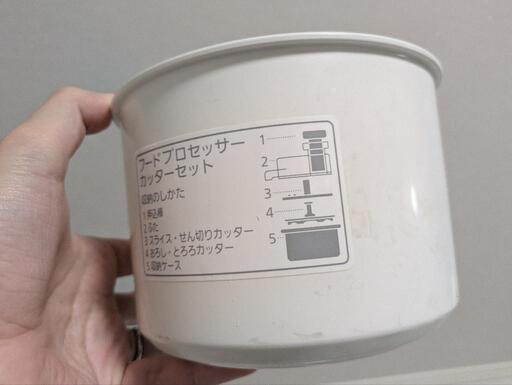 フードプロセッサー
カッターセット
収納のしかた
1 押込棒
2 ふた
3 スライス・せん切りカッター
4 おろし・とろろカッター
5 収納ケース
1
2
3
4
5